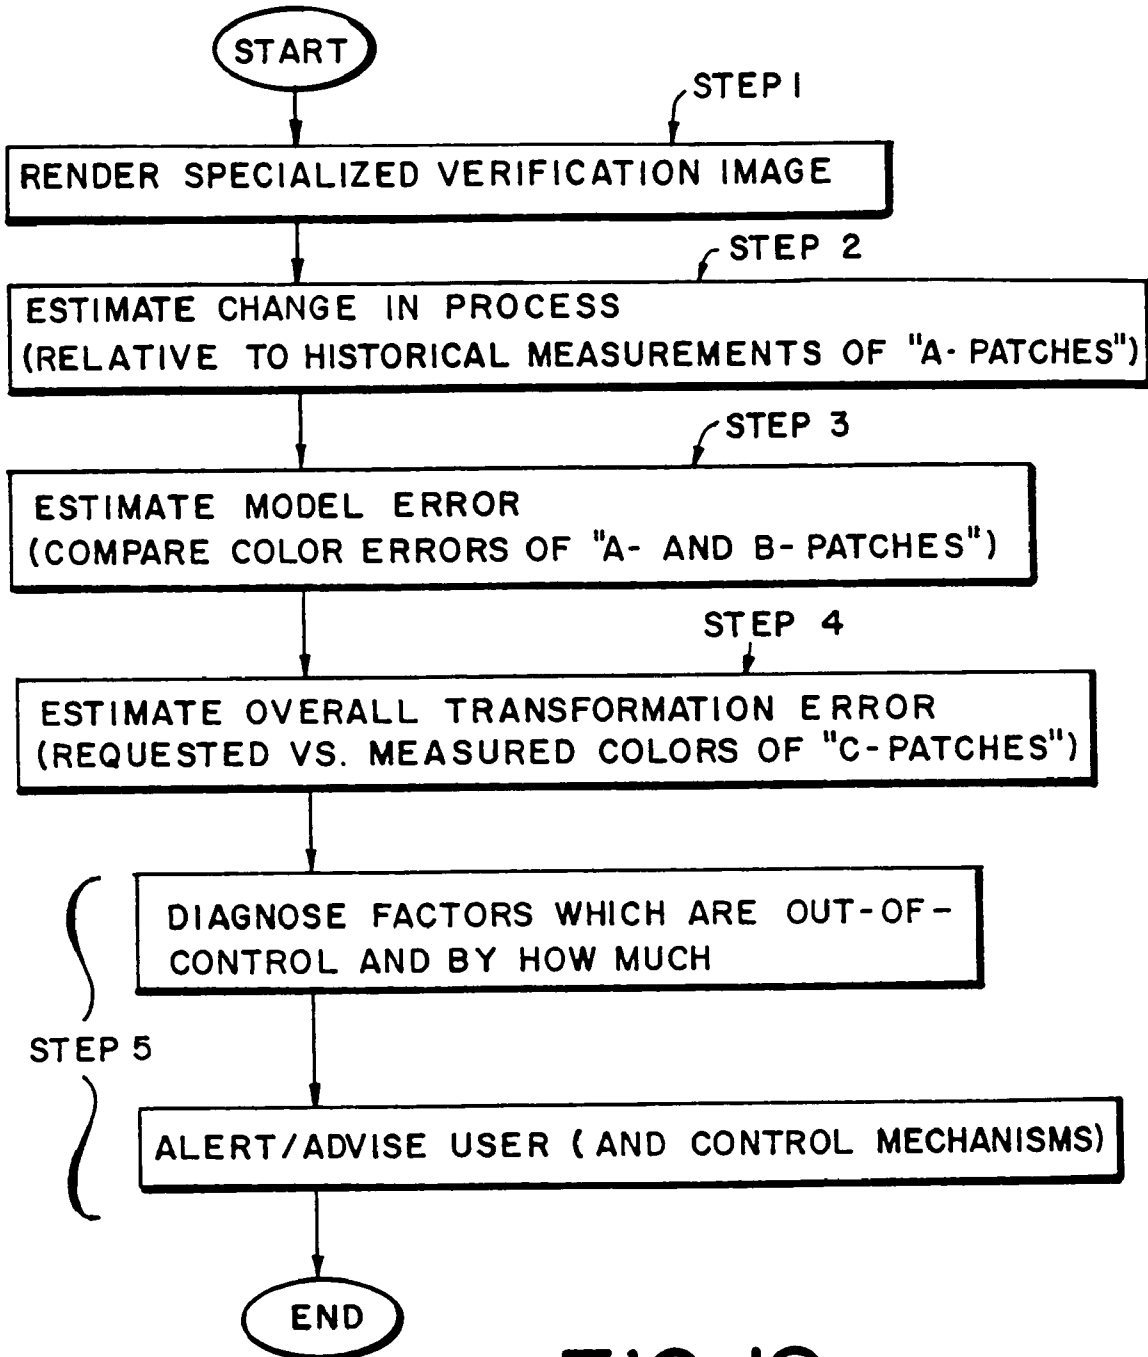 START
STEP 1
RENDER SPECIALIZED VERIFICATION IMAGE
STEP 2
ESTIMATE CHANGE IN PROCESS
(RELATIVE TO HISTORICAL MEASUREMENTS OF "A- PATCHES")
STEP 3
ESTIMATE MODEL ERROR
(COMPARE COLOR ERRORS OF "A- AND B- PATCHES")
STEP 4
ESTIMATE OVERALL TRANSFORMATION ERROR
(REQUESTED VS. MEASURED COLORS OF "C-PATCHES")
DIAGNOSE FACTORS WHICH ARE OUT-OF-
CONTROL AND BY HOW MUCH
STEP 5
ALERT/ADVISE USER (AND CONTROL MECHANISMS)
END